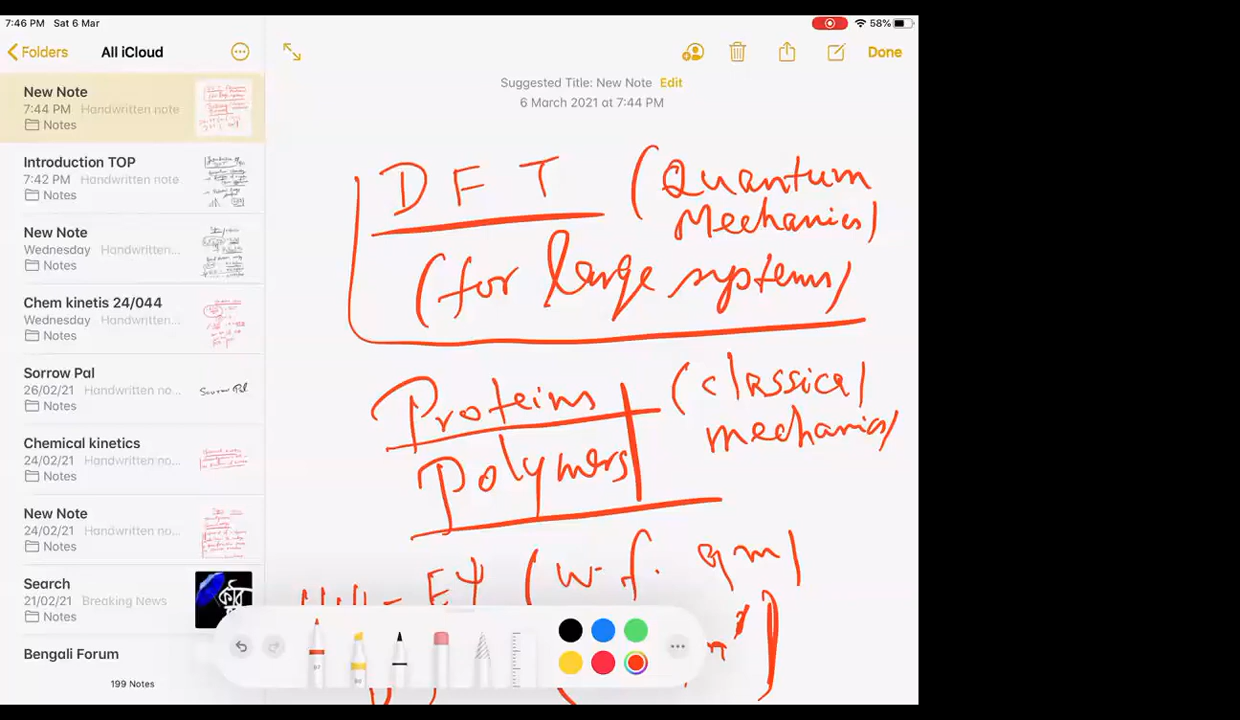 7:46 PM Sat 6 Mar
58%
Folders
All iCloud
Done
New Note
7:44 PM Handwritten note
Notes
Introduction TOP
7:42 PM Handwritten note
Notes
New Note
Wednesday Handwritten...
Notes
Chem kinetis 24/044
Wednesday Handwritten...
Notes
Sorrow Pal
26/02/21 Handwritten no...
Notes
Sorrow Pal
Chemical kinetics
24/02/21 Handwritten no...
Notes
New Note
24/02/21 Handwritten no...
Notes
Search
21/02/21 Breaking News
Notes
Bengali Forum
199 Notes
Suggested Title: New Note Edit
6 March 2021 at 7:44 PM
DFT (Quantum
Mechanics)
(for large systems)
Proteins (classical
mechanics)
Polymers
Eψ (w.f. qm)